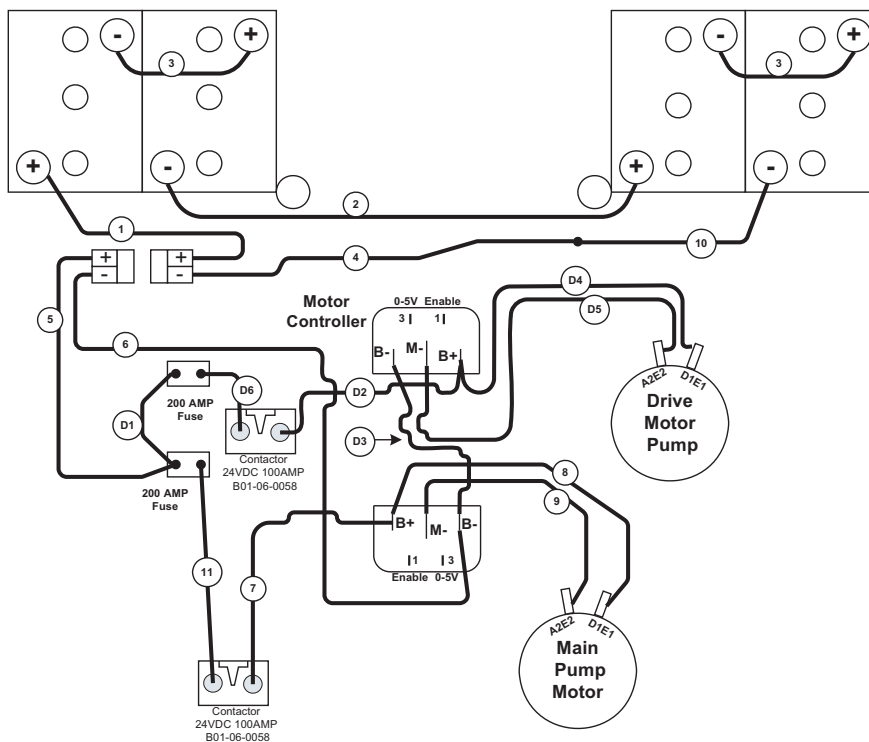 - + - +
3 3
+ - + -
2
1
+ +
- -
4 10
5
6
Motor
Controller
0-5V Enable
3 1
B- M- B+
D4
D5
A2E2 D1E1
Drive
Motor
Pump
200 AMP
Fuse
D6
D2
D1
D3
Contactor
24VDC 100AMP
B01-06-0058
200 AMP
Fuse
8
9
B+ M- B-
1 3
Enable 0-5V
11
7
A2E2 D1E1
Main
Pump
Motor
Contactor
24VDC 100AMP
B01-06-0058